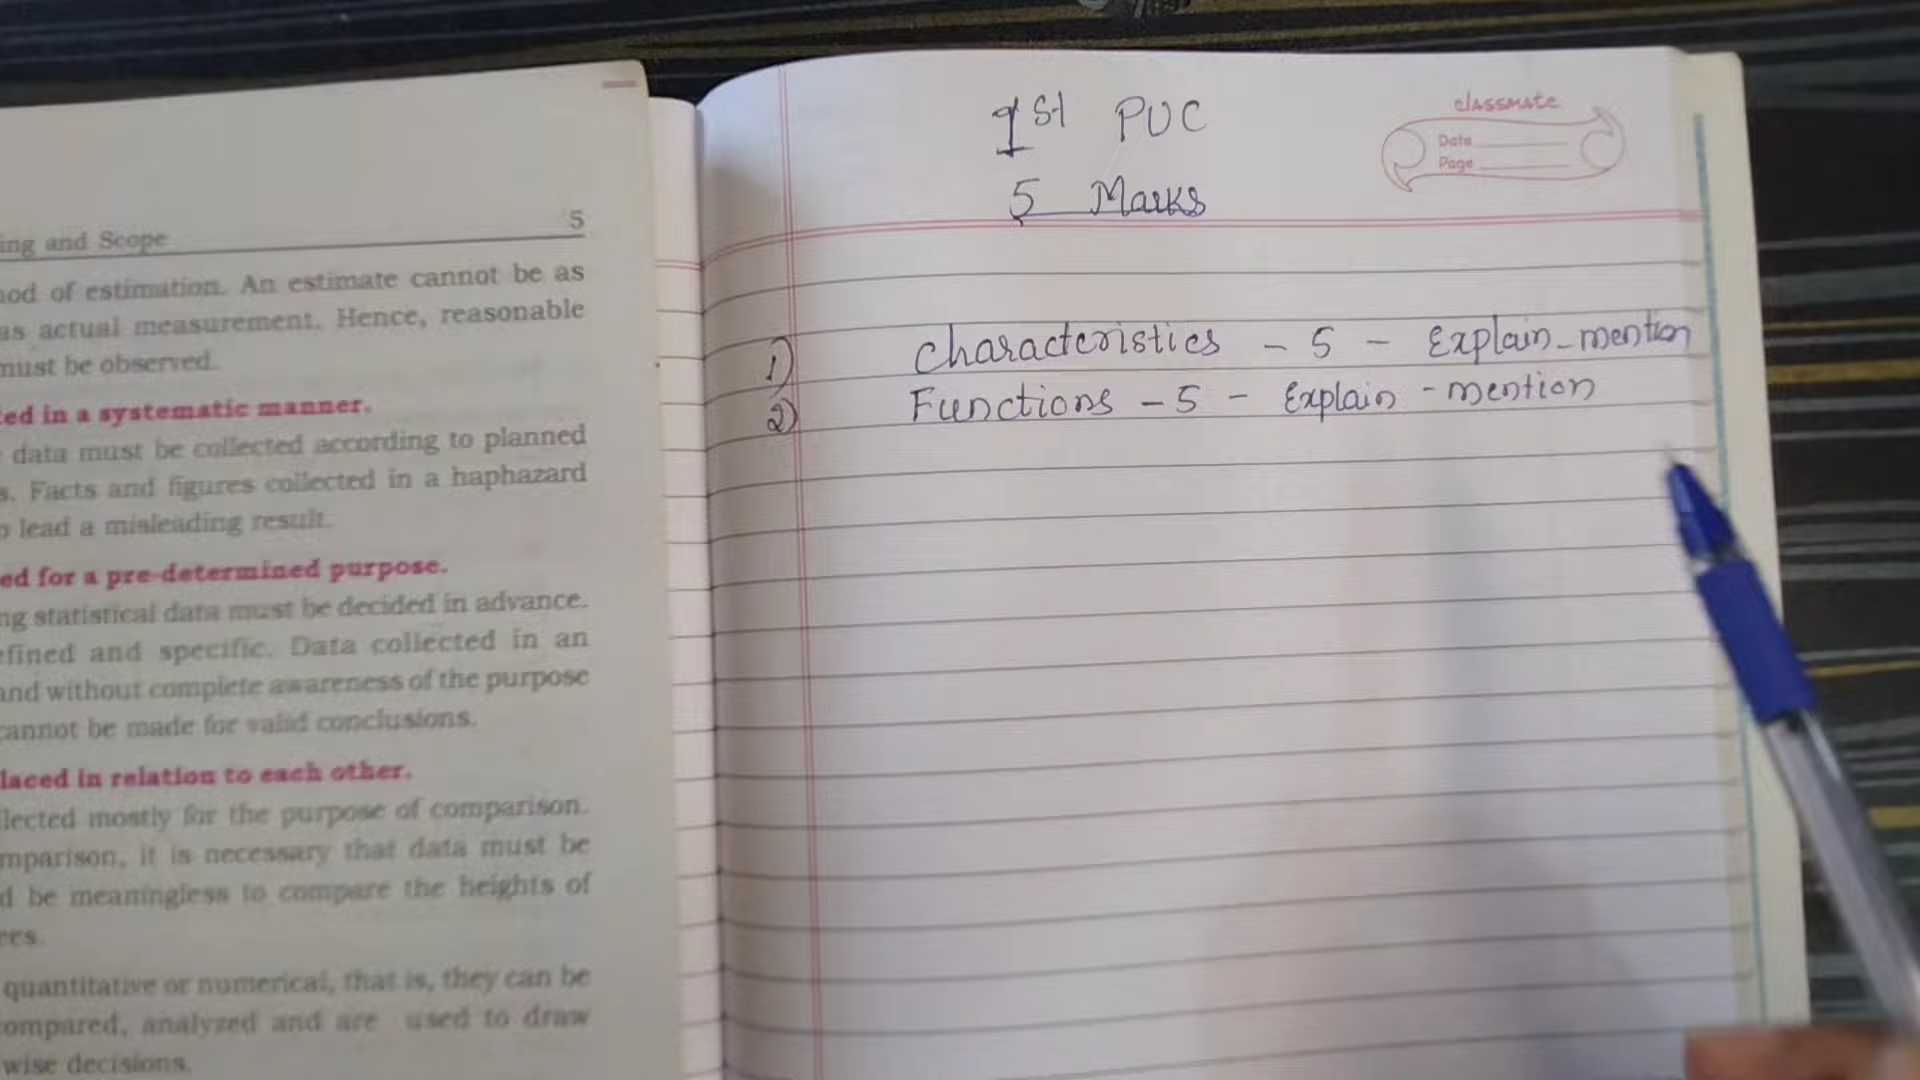 ing and Scope 5
of estimation. An estimate cannot be as
as actual measurement. Hence, reasonable
must be observed.
ted in a systematic manner.
data must be collected according to planned
s. Facts and figures collected in a haphazard
o lead a misleading result.
ed for a pre-determined purpose.
ng statistical data must be decided in advance.
efined and specific. Data collected in an
and without complete awareness of the purpose
cannot be made for valid conclusions.
laced in relation to each other.
llected mostly for the purpose of comparison.
mparison, it is necessary that data must be
d be meaningless to compare the heights of
ees.
quantitative or numerical, that is, they can be
compared, analyzed and are used to draw
wise decisions.
1st PUC
5 Marks
classmate
Date
Page
1) Characteristics - 5 - Explain - mention
2) Functions - 5 - Explain - mention